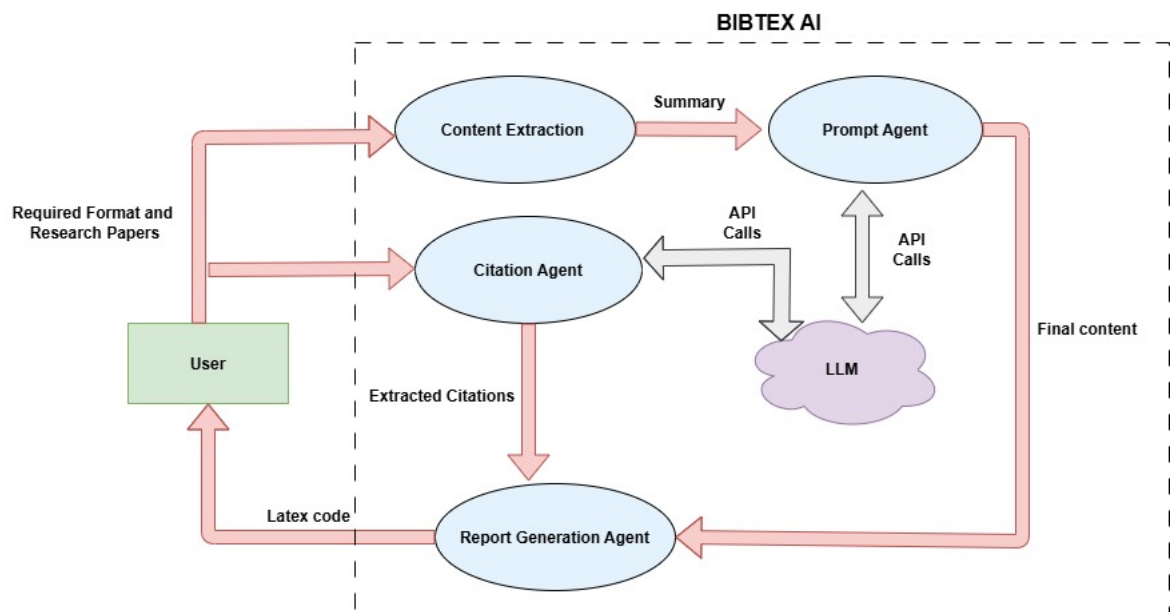 BIBTEX AI
Summary
Content Extraction
Prompt Agent
Required Format and
Research Papers
API
Calls
API
Calls
Citation Agent
Final content
User
LLM
Extracted Citations
Latex code
Report Generation Agent